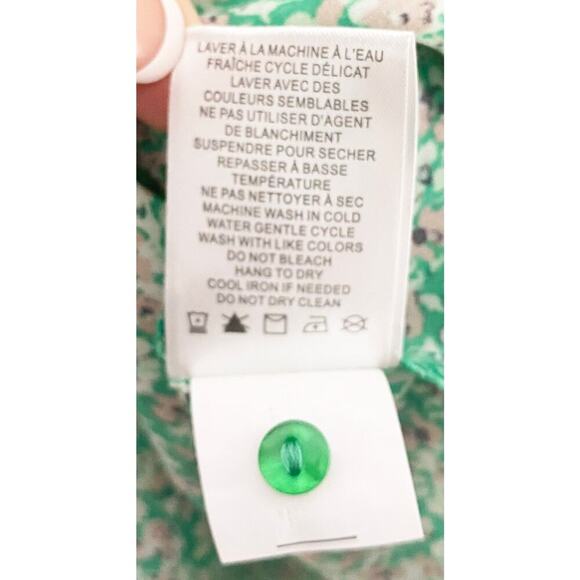 LAVER À LA MACHINE À L'EAU
FRAÎCHE CYCLE DÉLICAT
LAVER AVEC DES
COULEURS SEMBLABLES
NE PAS UTILISER D'AGENT
DE BLANCHIMENT
SUSPENDRE POUR SECHER
REPASSER À BASSE
TEMPÉRATURE
NE PAS NETTOYER À SEC
MACHINE WASH IN COLD
WATER GENTLE CYCLE
WASH WITH LIKE COLORS
DO NOT BLEACH
HANG TO DRY
COOL IRON IF NEEDED
DO NOT DRY CLEAN